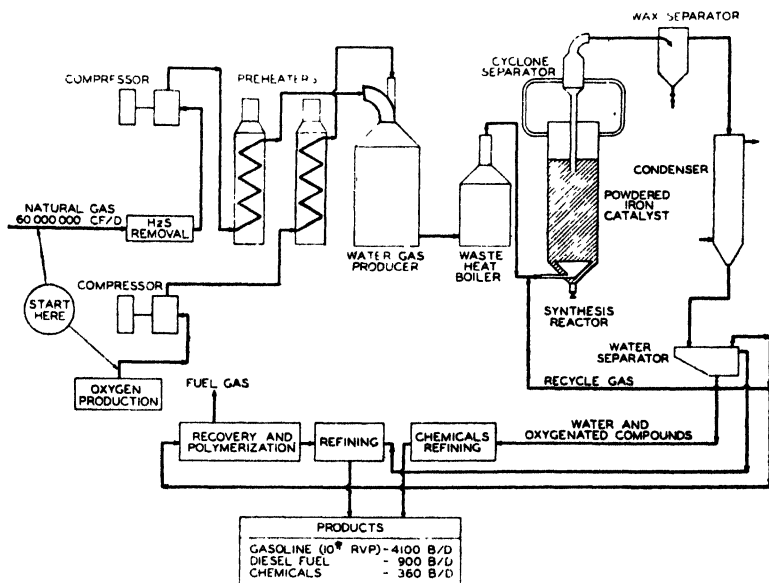 WAX SEPARATOR
CYCLONE
SEPARATOR
COMPRESSOR
PREHEATERS
CONDENSER
NATURAL GAS
60 000 000 CF/D
H2S
REMOVAL
POWDERED
IRON
CATALYST
WATER GAS
PRODUCER
WASTE
HEAT
BOILER
COMPRESSOR
START
HERE
SYNTHESIS
REACTOR
WATER
SEPARATOR
OXYGEN
PRODUCTION
FUEL GAS
RECYCLE GAS
RECOVERY AND
POLYMERIZATION
REFINING
CHEMICALS
REFINING
WATER AND
OXYGENATED COMPOUNDS
PRODUCTS
GASOLINE (10# RVP) - 4100 B/D
DIESEL FUEL - 900 B/D
CHEMICALS - 360 B/D